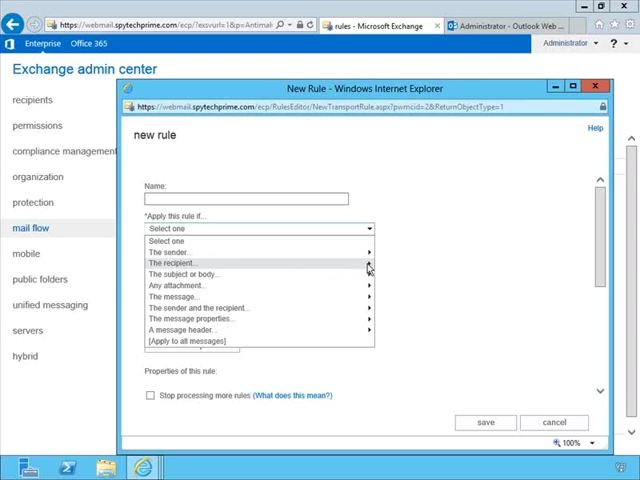 https://webmail.spytechprime.com/ecp/?exsvurl=1&p=Antimal
rules - Microsoft Exchange
Administrator - Outlook Web ...
Enterprise
Office 365
Administrator
?
Exchange admin center
recipients
permissions
compliance management
organization
protection
mail flow
mobile
public folders
unified messaging
servers
hybrid
New Rule - Windows Internet Explorer
https://webmail.spytechprime.com/ecp/RulesEditor/NewTransportRule.aspx?pwmcid=2&ReturnObjectType=1
Help
new rule
Name:
*Apply this rule if...
Select one
Select one
The sender...
The recipient...
The subject or body...
Any attachment...
The message...
The sender and the recipient...
The message properties...
A message header...
[Apply to all messages]
Properties of this rule:
Stop processing more rules (What does this mean?)
save
cancel
100%